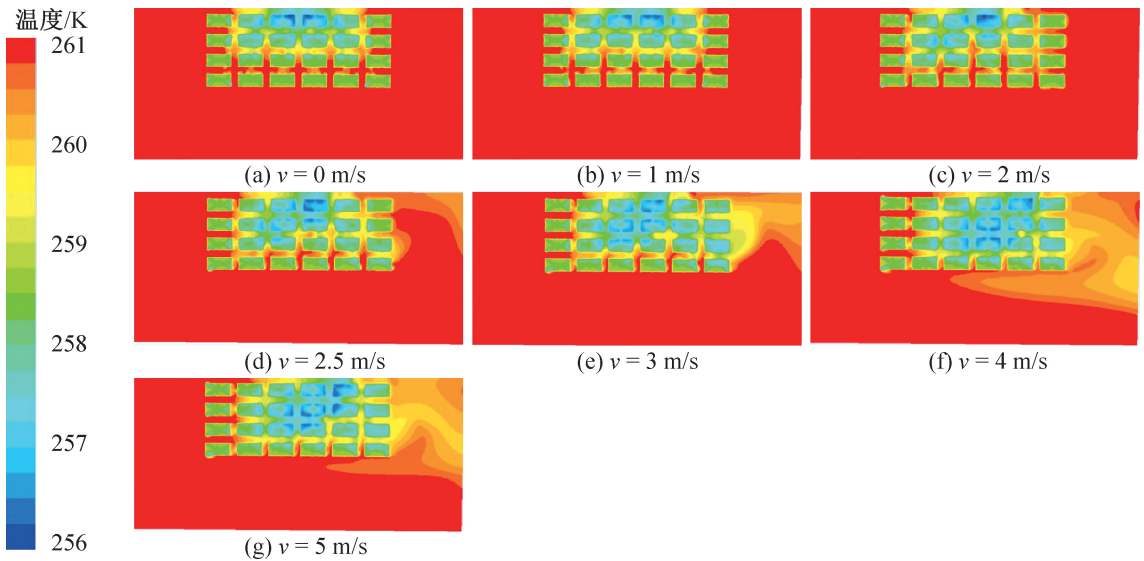 温度/K
261
260
259
258
257
256
(a) v = 0 m/s
(b) v = 1 m/s
(c) v = 2 m/s
(d) v = 2.5 m/s
(e) v = 3 m/s
(f) v = 4 m/s
(g) v = 5 m/s